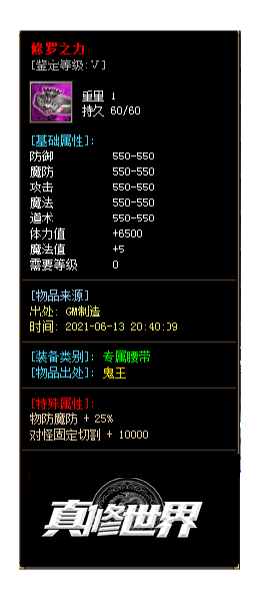 修罗之力
[鉴定等级:Ⅵ]
重量 1
持久 60/60
[基础属性]:
防御 550-550
魔防 550-550
攻击 550-550
魔法 550-550
道术 550-550
体力值 +6500
魔法值 +5
需要等级 0
[物品来源]
出处: GM制造
时间: 2021-06-13 20:40:09
[装备类别]: 专属腰带
[物品出处]: 鬼王
[特殊属性]:
物防魔防 + 25%
对怪固定切割 + 10000
真修世界